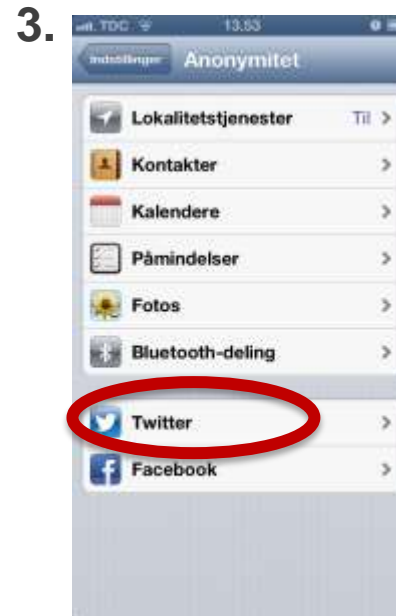 3.
TDC 13.53
Indstillinger Anonymitet
Lokalitetstjenester Til
Kontakter
Kalendere
Påmindelser
Fotos
Bluetooth-deling
Twitter
Facebook